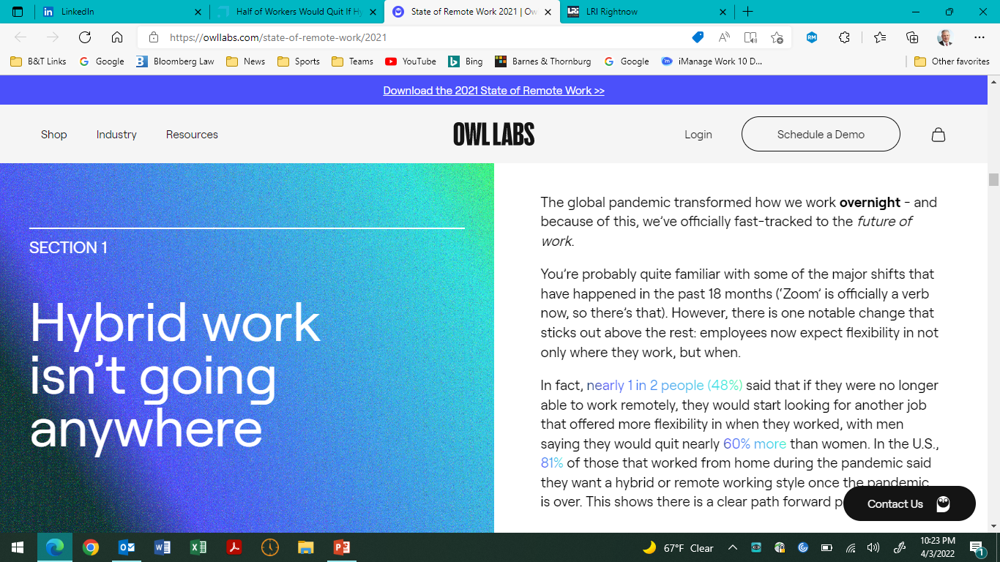 LinkedIn
Half of Workers Would Quit If Hy
State of Remote Work 2021 | Ow
LRI Rightnow
https://owllabs.com/state-of-remote-work/2021
B&T Links
Google
Bloomberg Law
News
Sports
Teams
YouTube
Bing
Barnes & Thornburg
Google
iManage Work 10 D...
Other favorites
Download the 2021 State of Remote Work >>
Shop
Industry
Resources
OWL LABS
Login
Schedule a Demo
SECTION 1
Hybrid work
isn’t going
anywhere
The global pandemic transformed how we work overnight - and
because of this, we’ve officially fast-tracked to the future of
work.
You’re probably quite familiar with some of the major shifts that
have happened in the past 18 months (‘Zoom’ is officially a verb
now, so there’s that). However, there is one notable change that
sticks out above the rest: employees now expect flexibility in not
only where they work, but when.
In fact, nearly 1 in 2 people (48%) said that if they were no longer
able to work remotely, they would start looking for another job
that offered more flexibility in when they worked, with men
saying they would quit nearly 60% more than women. In the U.S.,
81% of those that worked from home during the pandemic said
they want a hybrid or remote working style once the pandemic
is over. This shows there is a clear path forward p
Contact Us
67°F Clear
10:23 PM
4/3/2022
1